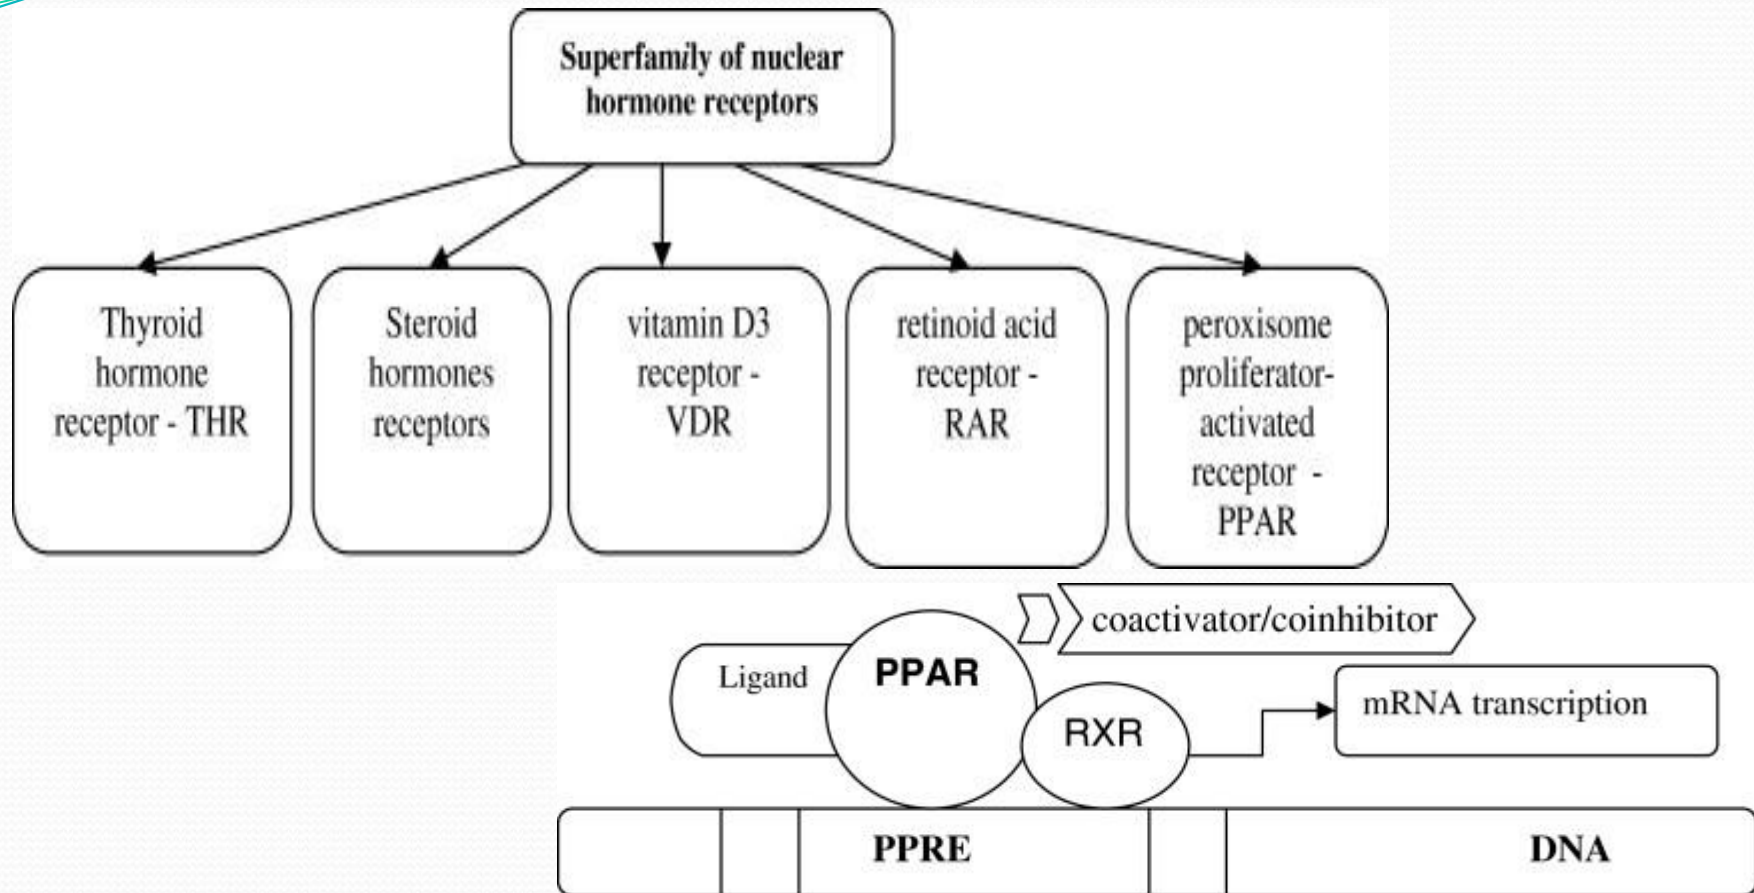 Superfamily of nuclear
hormone receptors
Thyroid
hormone
receptor - THR
Steroid
hormones
receptors
vitamin D3
receptor -
VDR
retinoid acid
receptor -
RAR
peroxisome
proliferator-
activated
receptor -
PPAR
coactivator/coinhibitor
Ligand
PPAR
RXR
mRNA transcription
PPRE
DNA